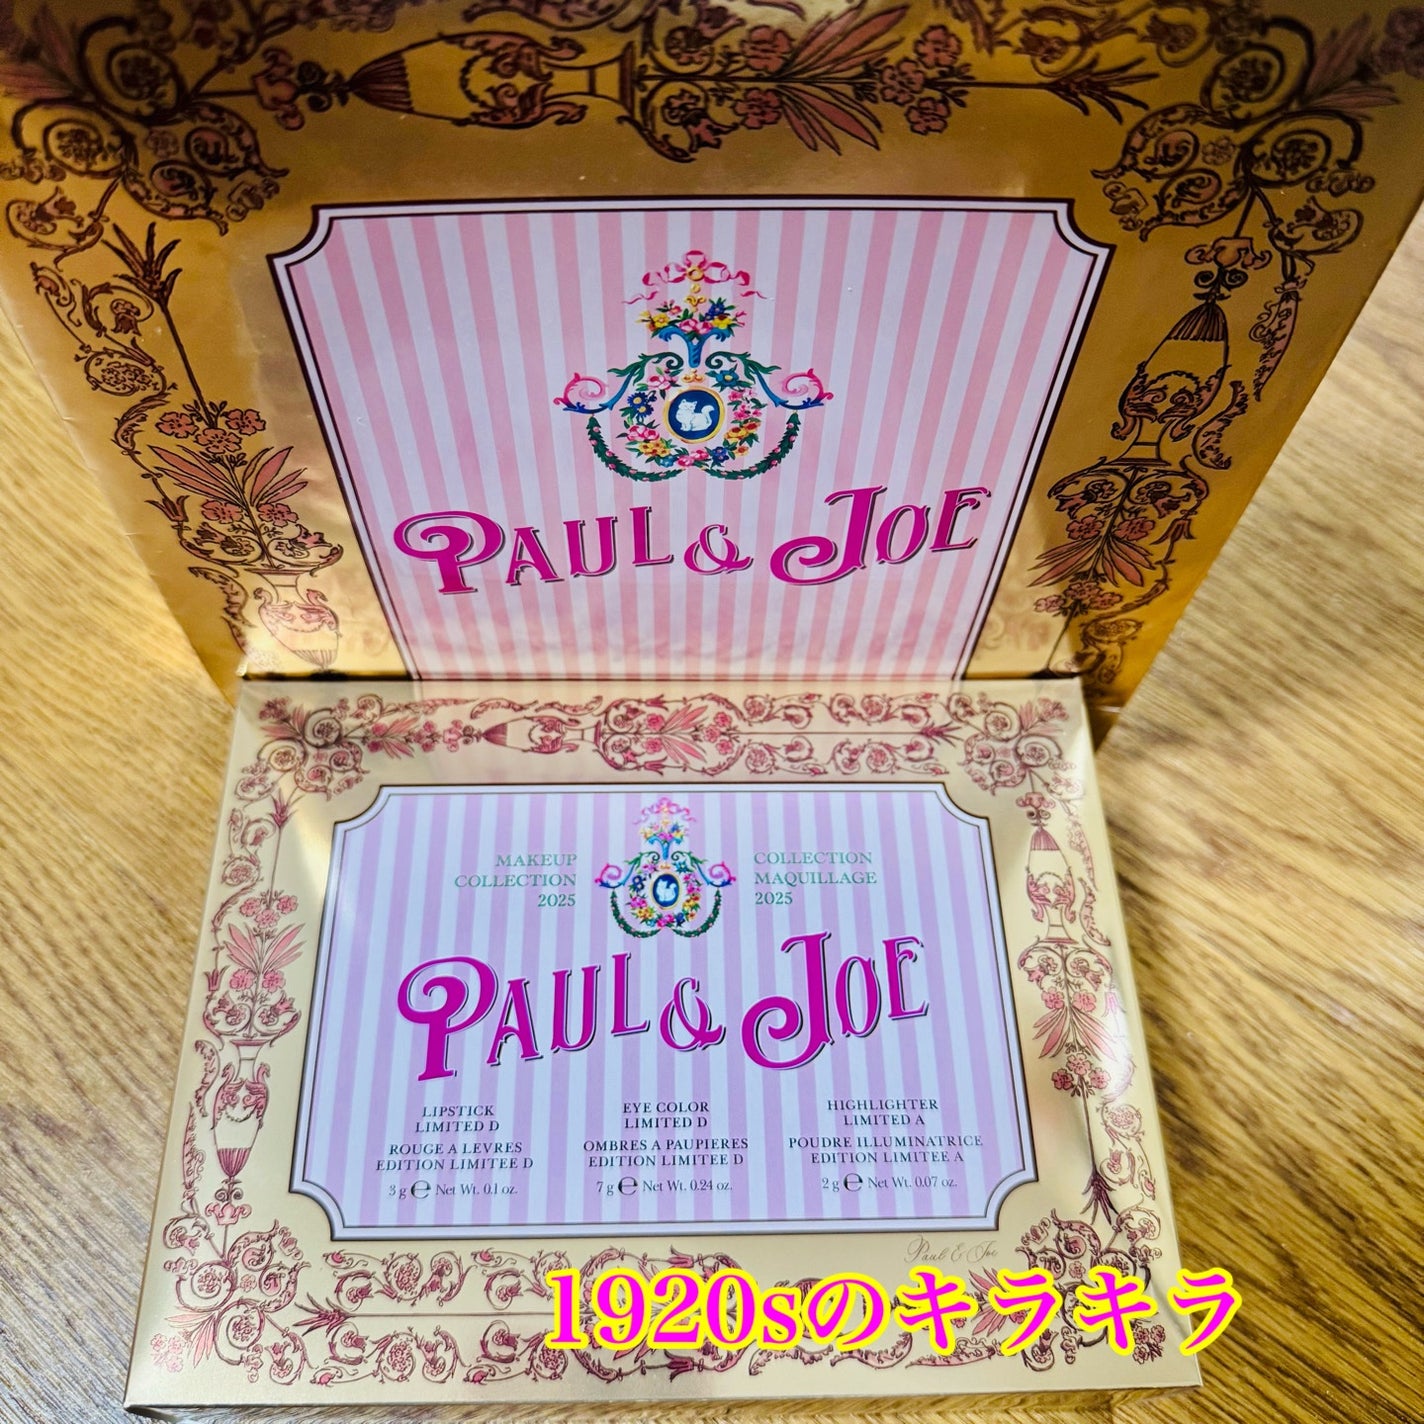 PAUL & JOE
MAKEUP
COLLECTION
2025
COLLECTION
MAQUILLAGE
2025
PAUL & JOE
LIPSTICK
LIMITED D
ROUGE A LEVRES
EDITION LIMITEE D
3 g ℮ Net Wt. 0.1 oz.
EYE COLOR
LIMITED D
OMBRES A PAUPIERES
EDITION LIMITEE D
7 g ℮ Net Wt. 0.24 oz.
HIGHLIGHTER
LIMITED A
POUDRE ILLUMINATRICE
EDITION LIMITEE A
2 g ℮ Net Wt. 0.07 oz.
Paul & Joe
1920sのキラキラ